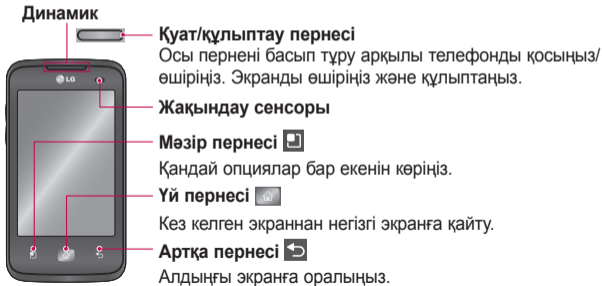 Динамик
Қуат/құлыптау пернесі
Осы пернені басып тұру арқылы телефонды қосыңыз/
өшіріңіз. Экранды өшіріңіз және құлыптаңыз.
LG
Жақындау сенсоры
Мәзір пернесі
Қандай опциялар бар екенін көріңіз.
Үй пернесі
Кез келген экраннан негізгі экранға қайту.
Артқа пернесі
Алдыңғы экранға оралыңыз.